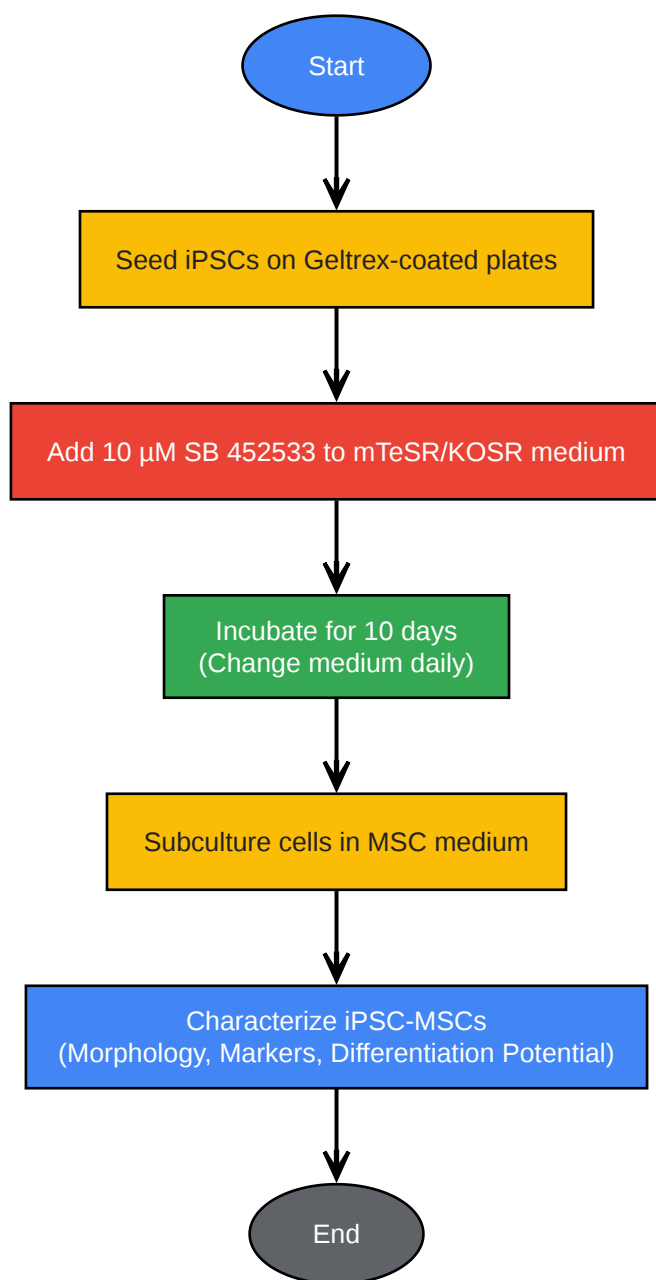 Start
Seed iPSCs on Geltrex-coated plates
Add 10 µM SB 452533 to mTeSR/KOSR medium
Incubate for 10 days
(Change medium daily)
Subculture cells in MSC medium
Characterize iPSC-MSCs
(Morphology, Markers, Differentiation Potential)
End